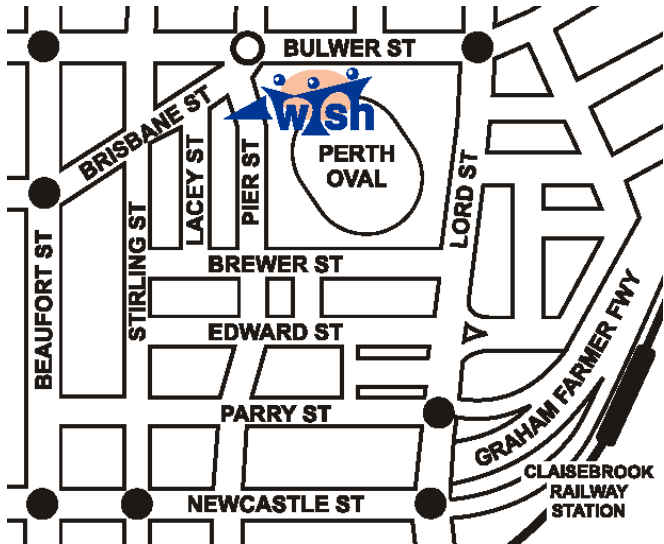 BULWER ST
BRISBANE ST
wish
PERTH
OVAL
LACEY ST
PIER ST
LORD ST
STIRLING ST
BEAUFORT ST
BREWER ST
EDWARD ST
GRAHAM FARMER FWY
PARRY ST
CLAISEBROOK
RAILWAY
STATION
NEWCASTLE ST